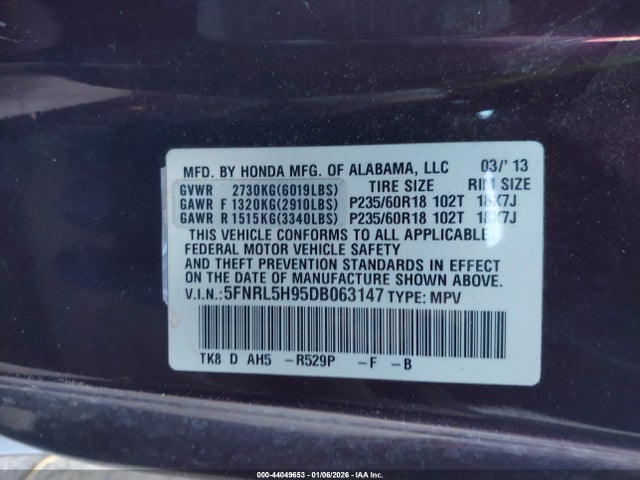 MFD. BY HONDA MFG. OF ALABAMA, LLC 03/'13
GVWR 2730KG(6019LBS) TIRE SIZE RIM SIZE
GAWR F 1320KG(2910LBS) P235/60R18 102T 18X7J
GAWR R 1515KG(3340LBS) P235/60R18 102T 18X7J
THIS VEHICLE CONFORMS TO ALL APPLICABLE
FEDERAL MOTOR VEHICLE SAFETY
AND THEFT PREVENTION STANDARDS IN EFFECT
ON THE DATE OF MANUFACTURE SHOWN ABOVE.
V.I.N.: 5FNRL5H95DB063147 TYPE: MPV
TK8 D AH5 -R529P -F -B
000-44049653 - 01/06/2026 - IAA Inc.